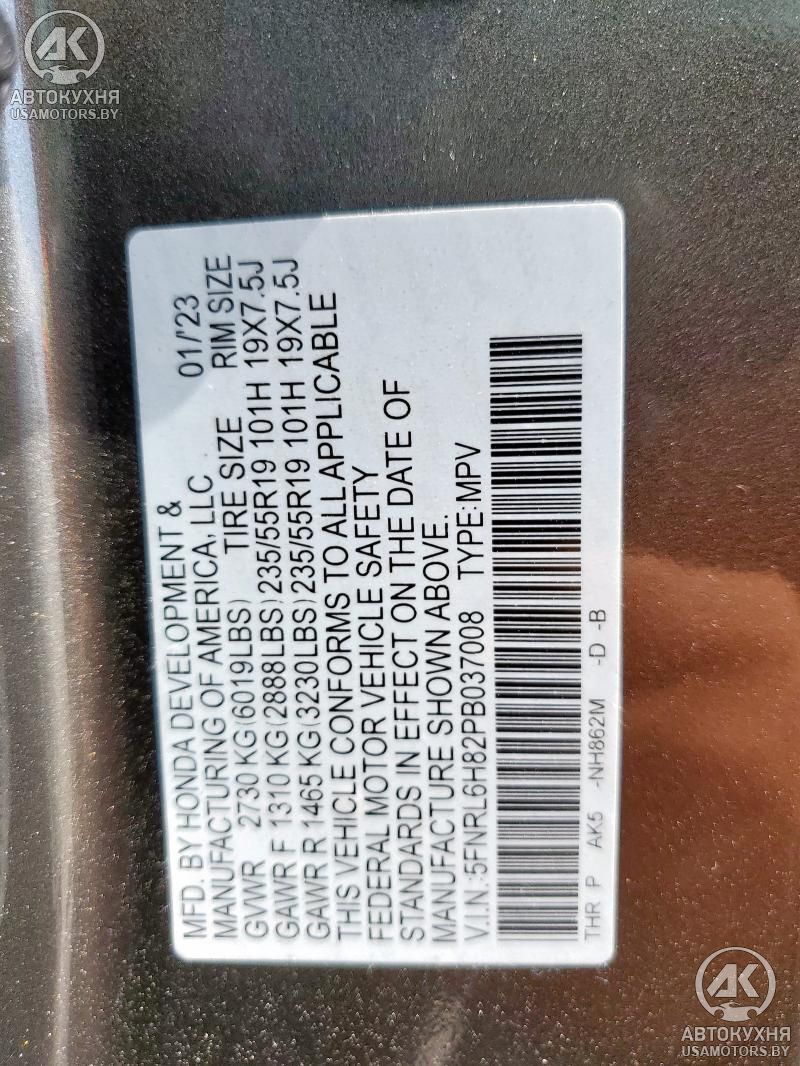 AK
АВТОКУХНЯ
USAMOTORS.BY
MFD. BY HONDA DEVELOPMENT &
MANUFACTURING OF AMERICA, LLC 01/'23
GVWR 2730 KG(6019LBS) TIRE SIZE RIM SIZE
GAWR F 1310 KG(2888LBS) 235/55R19 101H 19X7.5J
GAWR R 1465 KG(3230LBS) 235/55R19 101H 19X7.5J
THIS VEHICLE CONFORMS TO ALL APPLICABLE
FEDERAL MOTOR VEHICLE SAFETY
STANDARDS IN EFFECT ON THE DATE OF
MANUFACTURE SHOWN ABOVE.
V.I.N.:5FNRL6H82PB037008 TYPE:MPV
THR P AK5 -NH862M -D -B
AK
АВТОКУХНЯ
USAMOTORS.BY